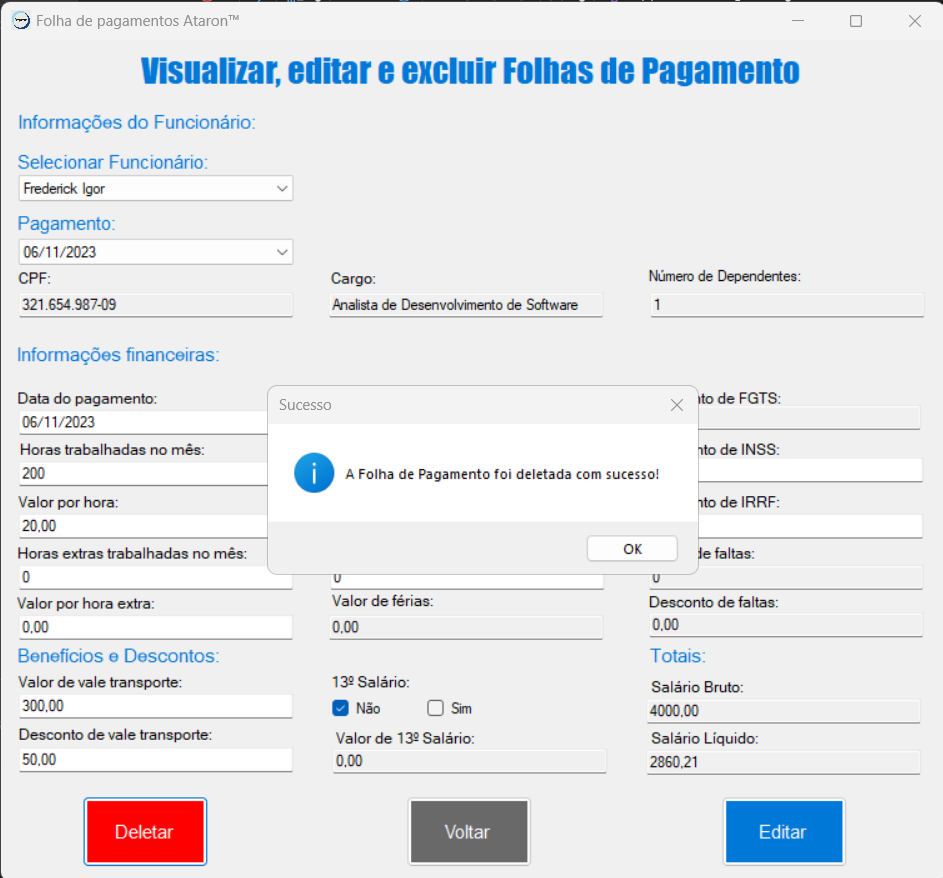 Folha de pagamentos Ataron™
Visualizar, editar e excluir Folhas de Pagamento
Informações do Funcionário:
Selecionar Funcionário:
Frederick Igor
Pagamento:
06/11/2023
CPF: Cargo: Número de Dependentes:
321.654.987-09 Analista de Desenvolvimento de Software 1
Informações financeiras:
Data do pagamento: to de FGTS:
06/11/2023
Horas trabalhadas no mês: to de INSS:
200
Valor por hora: to de IRRF:
20,00
Horas extras trabalhadas no mês: de faltas:
0 0 0
Valor por hora extra: Valor de férias: Desconto de faltas:
0,00 0,00 0,00
Sucesso
A Folha de Pagamento foi deletada com sucesso!
OK
Benefícios e Descontos: Totais:
Valor de vale transporte: 13º Salário: Salário Bruto:
300,00 Não Sim 4000,00
Desconto de vale transporte: Valor de 13º Salário: Salário Líquido:
50,00 0,00 2860,21
Deletar Voltar Editar